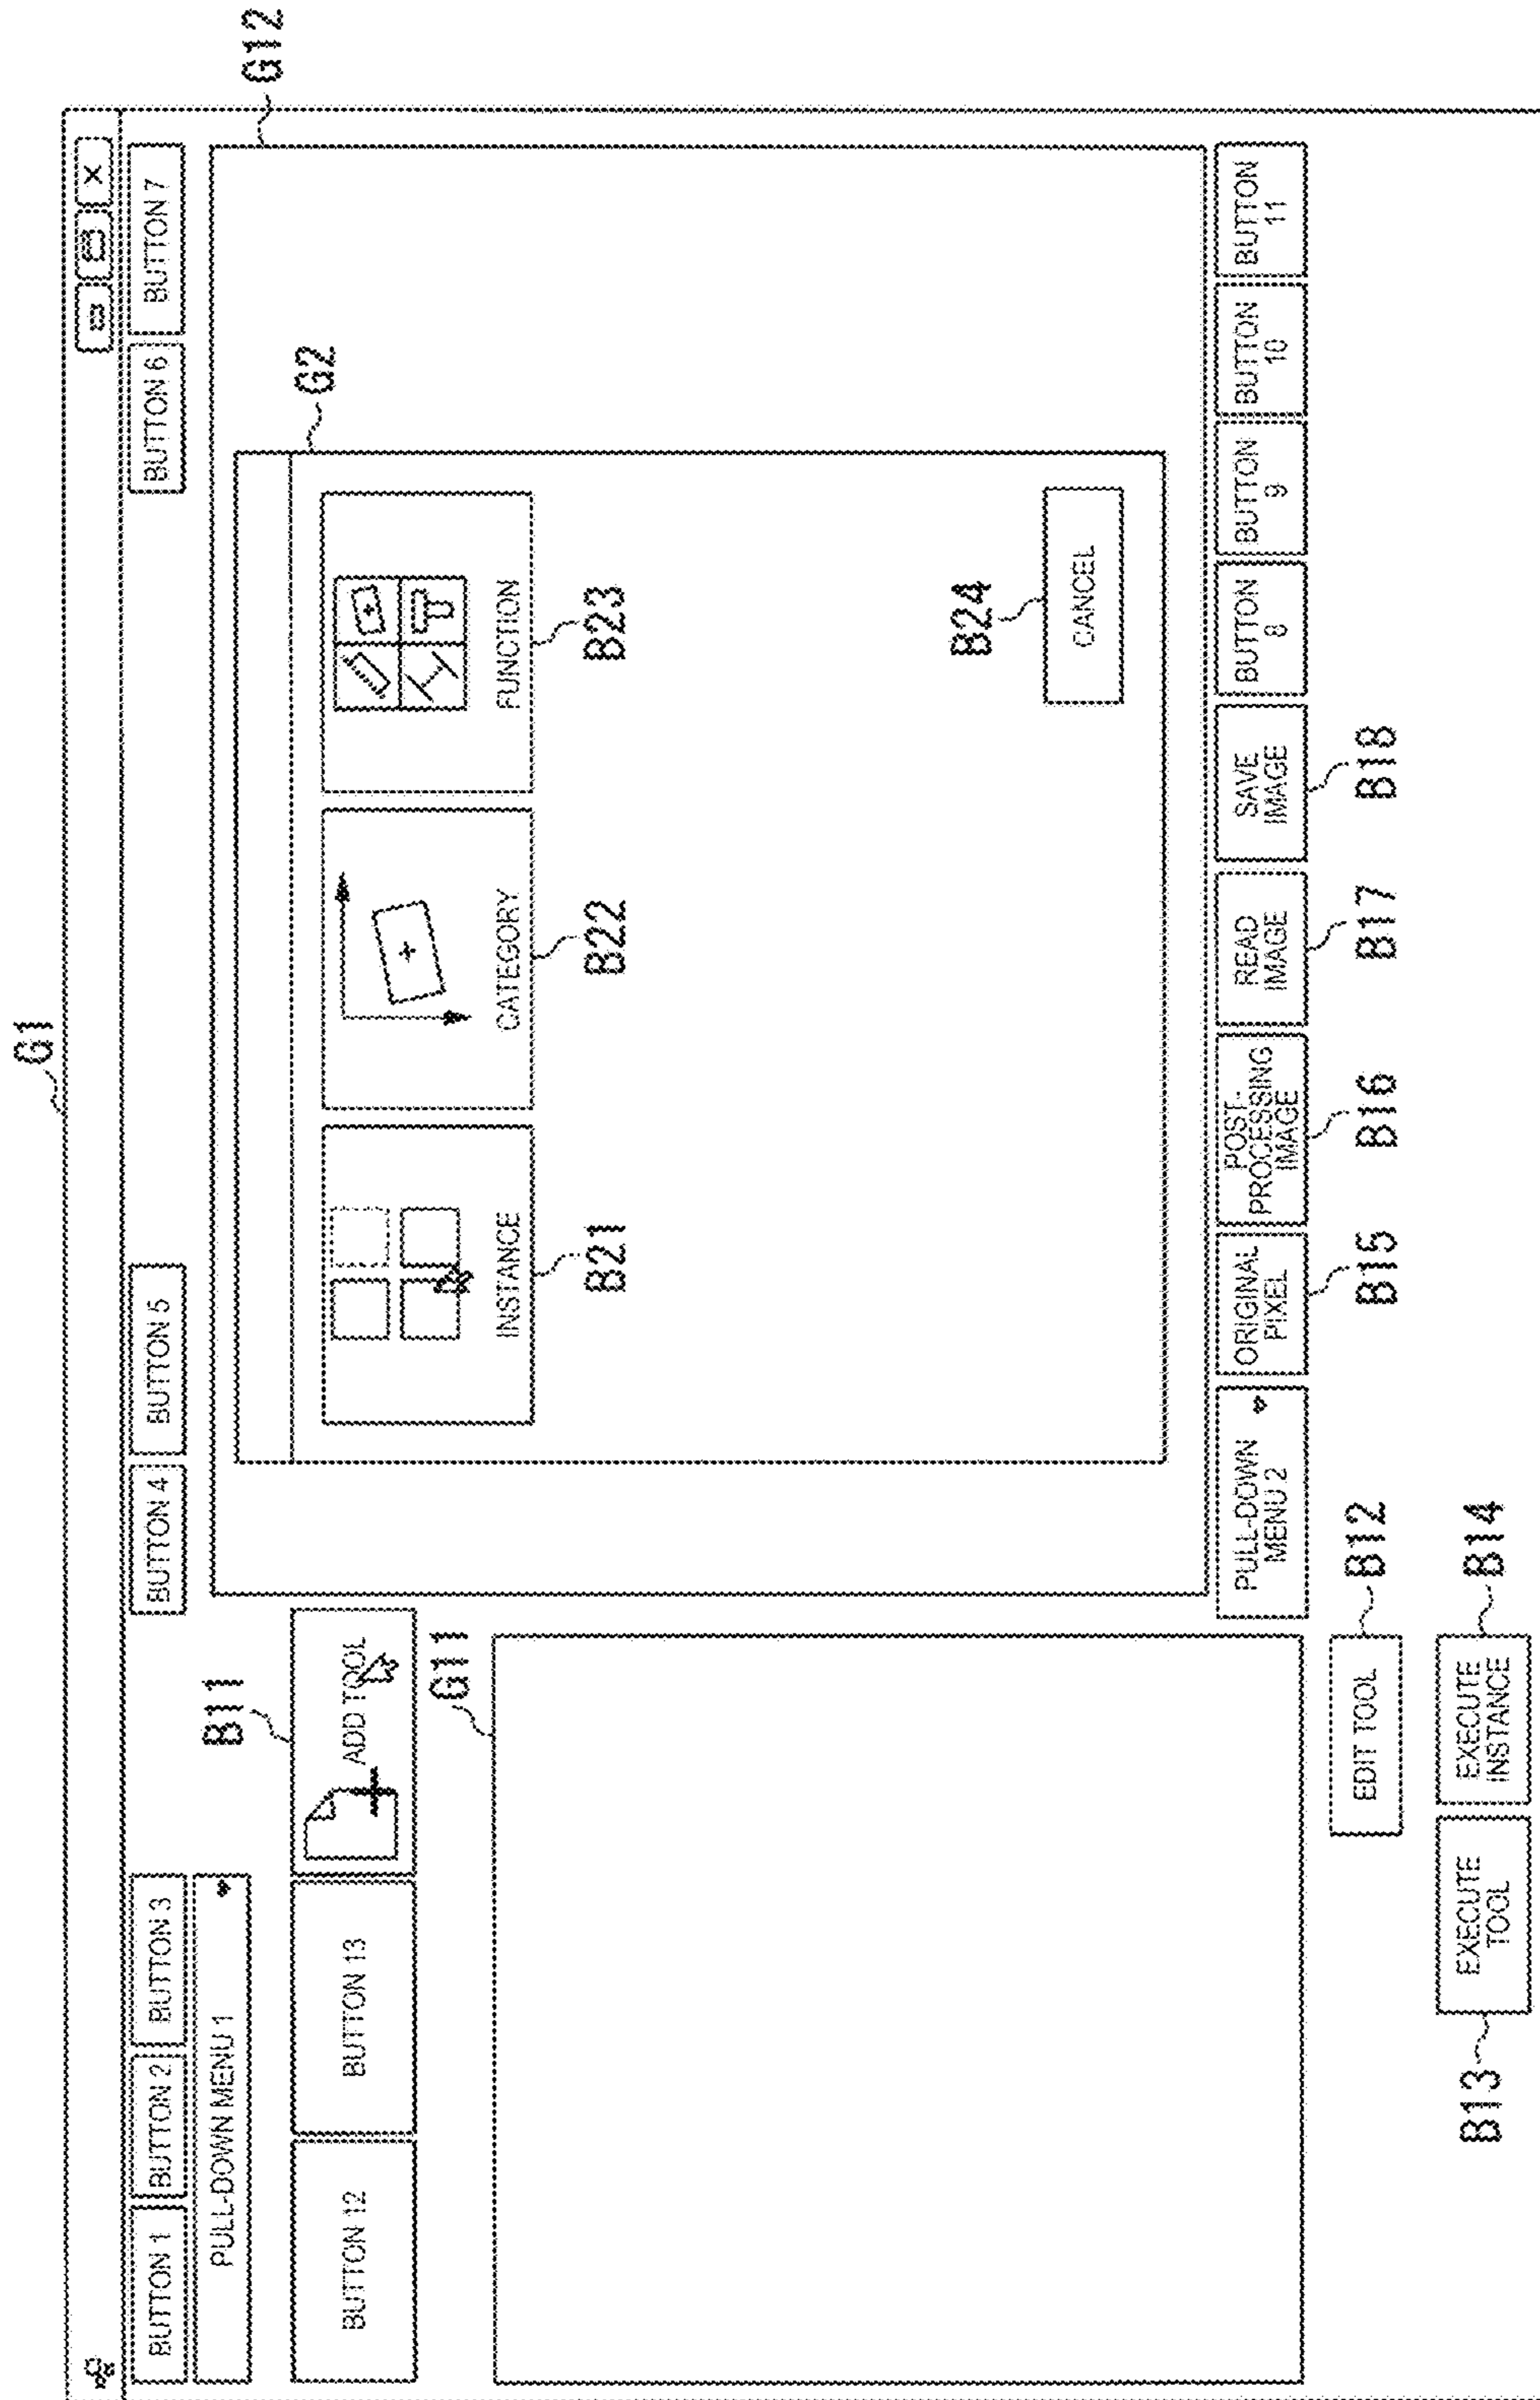 G1
BUTTON 1
BUTTON 2
BUTTON 3
BUTTON 4
BUTTON 5
BUTTON 6
BUTTON 7
PULL-DOWN MENU 1
B11
G12
BUTTON 12
BUTTON 13
ADD TOOL
G2
INSTANCE
CATEGORY
FUNCTION
B21
B22
B23
G11
B24
CANCEL
PULL-DOWN
MENU 2
ORIGINAL
PIXEL
POST-
PROCESSING
IMAGE
READ
IMAGE
SAVE
IMAGE
BUTTON
8
BUTTON
9
BUTTON
10
BUTTON
11
EDIT TOOL
B12
B15
B16
B17
B18
EXECUTE
TOOL
EXECUTE
INSTANCE
B13
B14